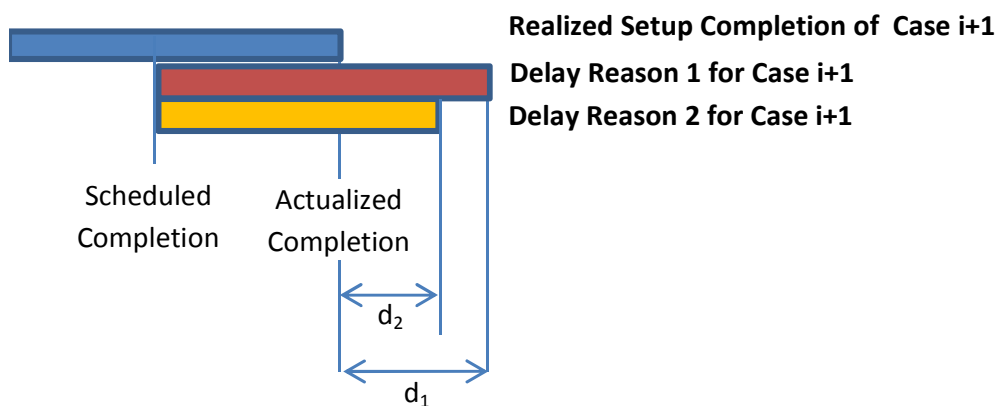 Realized Setup Completion of Case i+1
Delay Reason 1 for Case i+1
Delay Reason 2 for Case i+1
Scheduled
Completion
Actualized
Completion
d₂
d₁